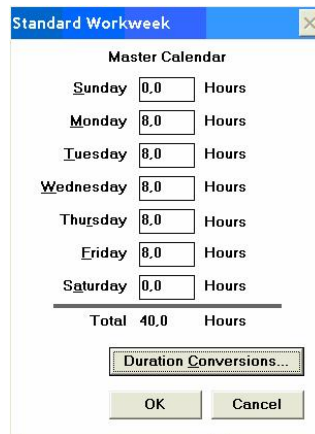 Standard Workweek
Master Calendar
Sunday 0,0 Hours
Monday 8,0 Hours
Tuesday 8,0 Hours
Wednesday 8,0 Hours
Thursday 8,0 Hours
Friday 8,0 Hours
Saturday 0,0 Hours
Total 40,0 Hours
Duration Conversions...
OK Cancel